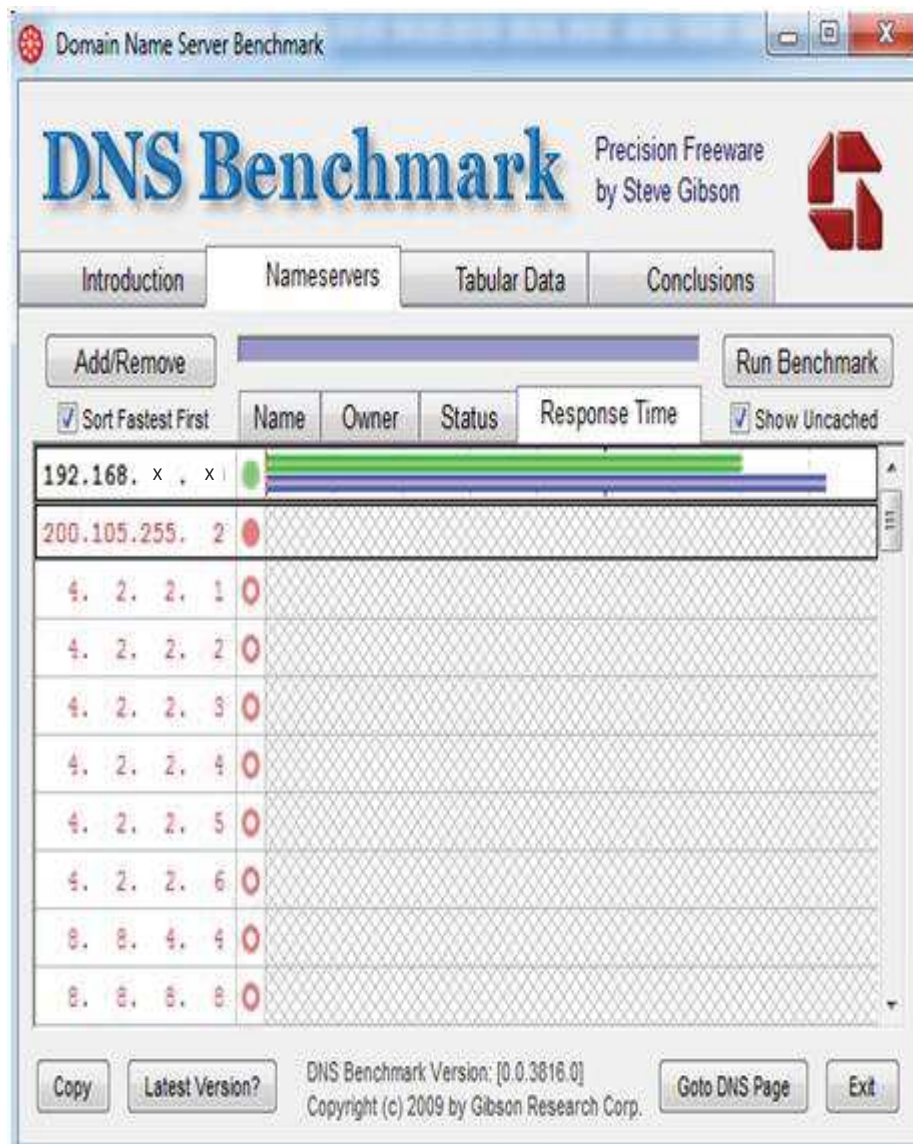 Domain Name Server Benchmark
DNS Benchmark
Precision Freeware
by Steve Gibson
Introduction
Nameservers
Tabular Data
Conclusions
Add/Remove
Run Benchmark
Sort Fastest First
Name
Owner
Status
Response Time
Show Uncached
192.168. x . x
200.105.255. 2
4. 2. 2. 1
4. 2. 2. 2
4. 2. 2. 3
4. 2. 2. 4
4. 2. 2. 5
4. 2. 2. 6
8. 8. 4. 4
8. 8. 8. 8
Copy
Latest Version?
DNS Benchmark Version: [0.0.3816.0]
Copyright (c) 2009 by Gibson Research Corp.
Goto DNS Page
Exit